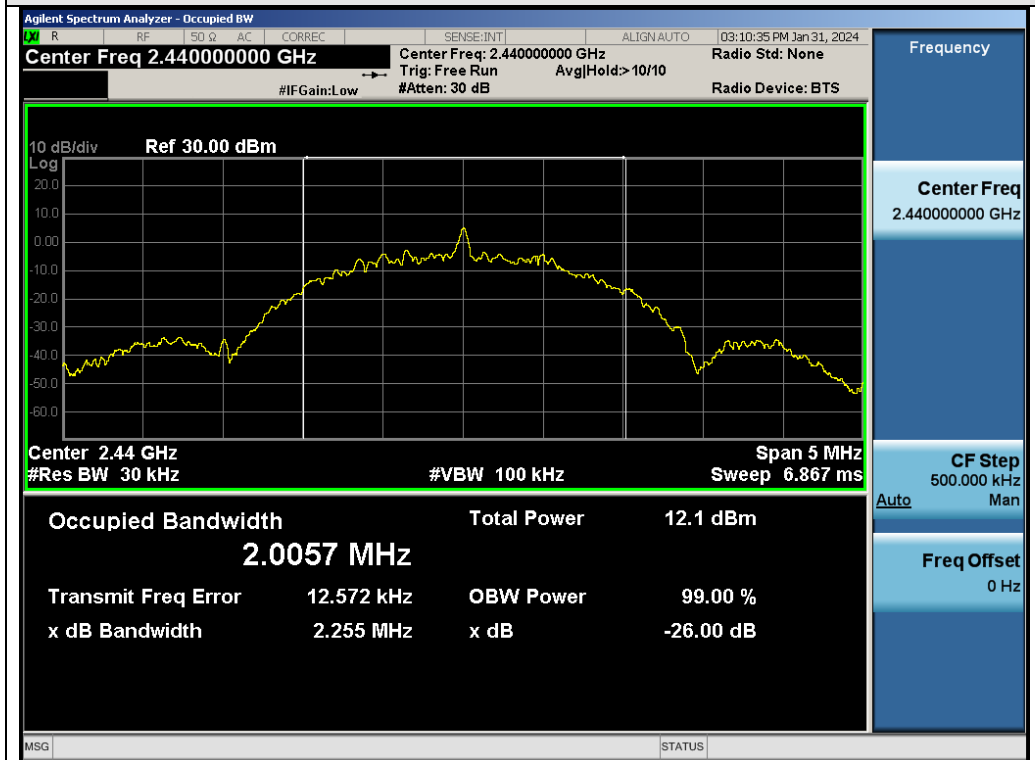 Agilent Spectrum Analyzer - Occupied BW
LXI R RF 50 Ω AC CORREC SENSE:INT ALIGN AUTO 03:10:35 PM Jan 31, 2024
Center Freq 2.440000000 GHz
Center Freq: 2.440000000 GHz Radio Std: None
Trig: Free Run Avg|Hold:>10/10
#IFGain:Low #Atten: 30 dB Radio Device: BTS
Frequency
10 dB/div Ref 30.00 dBm
Log
20.0
10.0
0.00
-10.0
-20.0
-30.0
-40.0
-50.0
-60.0
Center 2.44 GHz Span 5 MHz
#Res BW 30 kHz #VBW 100 kHz Sweep 6.867 ms
Occupied Bandwidth Total Power 12.1 dBm
2.0057 MHz
Transmit Freq Error 12.572 kHz OBW Power 99.00 %
x dB Bandwidth 2.255 MHz x dB -26.00 dB
Center Freq
2.440000000 GHz
CF Step
500.000 kHz
Auto Man
Freq Offset
0 Hz
MSG STATUS